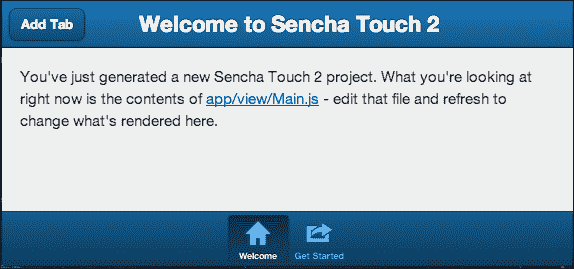 Add Tab
Welcome to Sencha Touch 2
You've just generated a new Sencha Touch 2 project. What you're looking at
right now is the contents of app/view/Main.js - edit that file and refresh to
change what's rendered here.
Welcome
Get Started